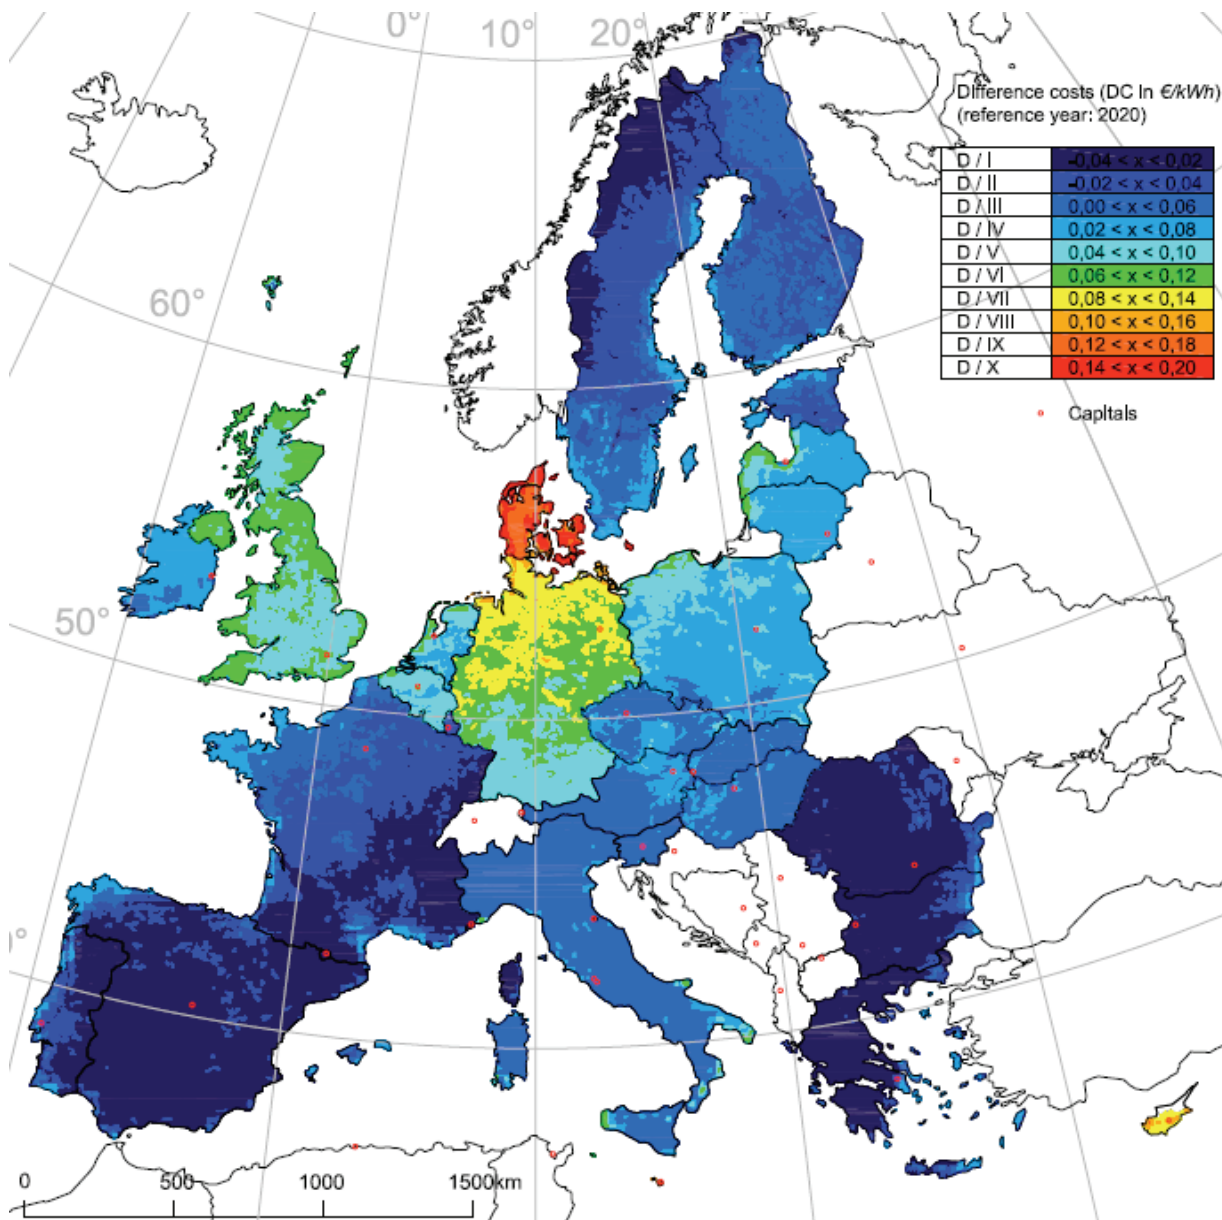 0° 10° 20°
Difference costs (DC In €/kWh)
(reference year: 2020)
D / I -0,04 < x < 0,02
D / II -0,02 < x < 0,04
D / III 0,00 < x < 0,06
D / IV 0,02 < x < 0,08
D / V 0,04 < x < 0,10
D / VI 0,06 < x < 0,12
D / VII 0,08 < x < 0,14
D / VIII 0,10 < x < 0,16
D / IX 0,12 < x < 0,18
D / X 0,14 < x < 0,20
Capitals
60°
50°
°
0 500 1000 1500km